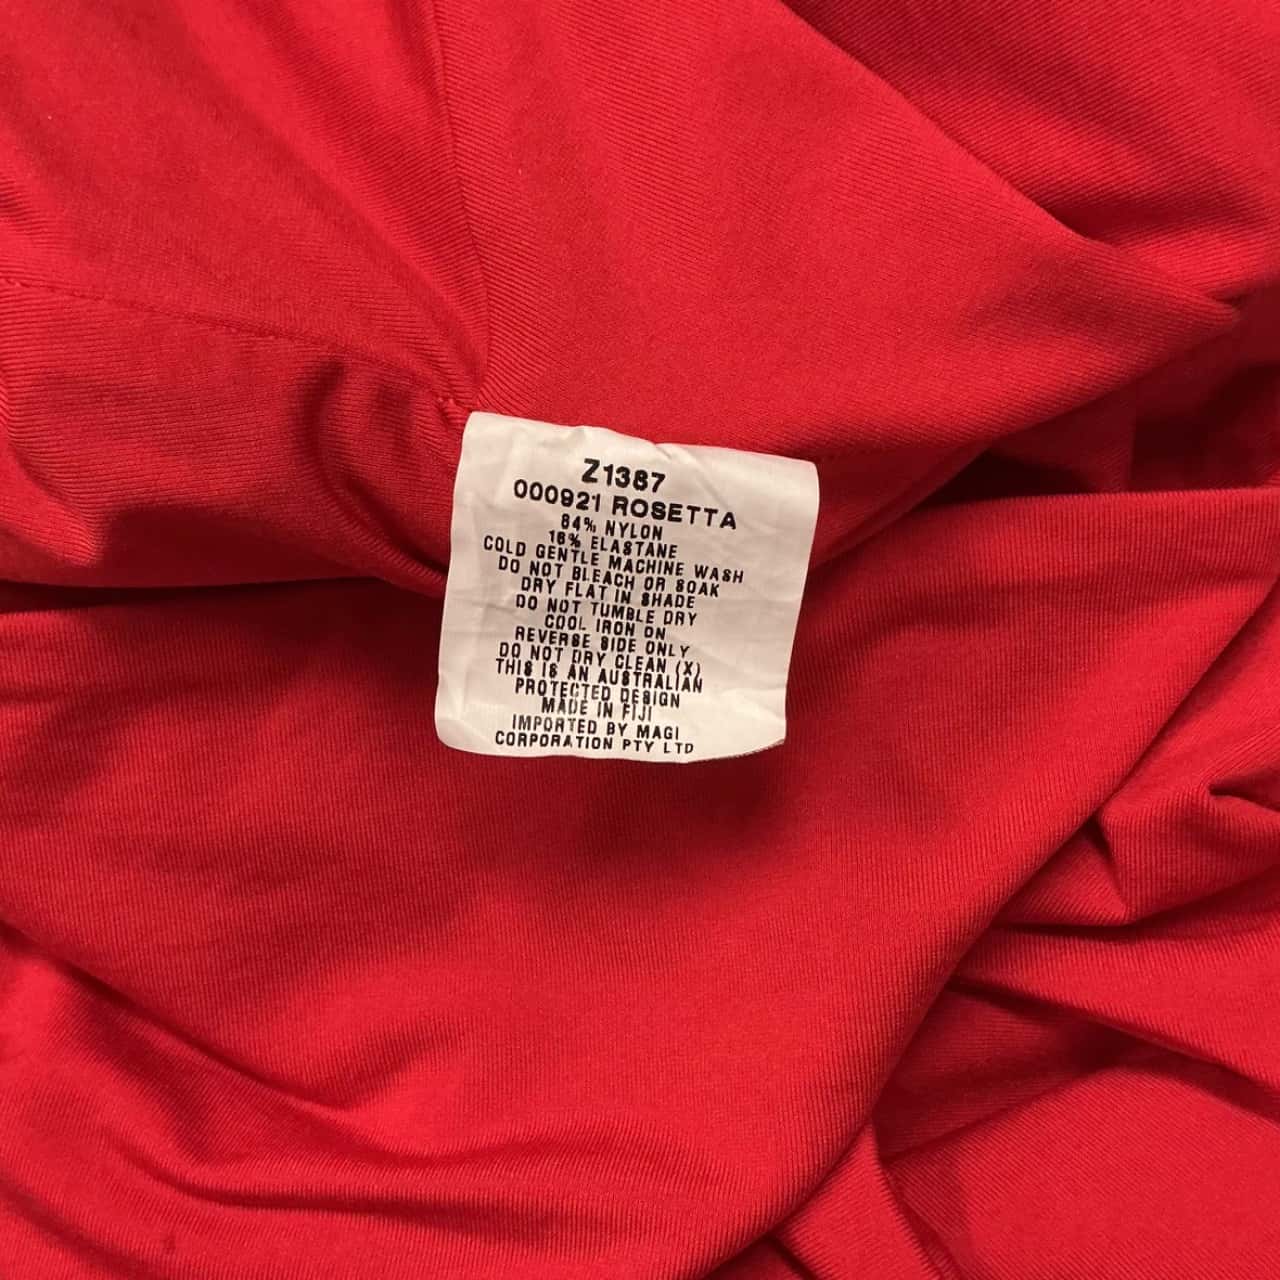 Z1387
000921 ROSETTA
84% NYLON
16% ELASTANE
COLD GENTLE MACHINE WASH
DO NOT BLEACH OR SOAK
DRY FLAT IN SHADE
DO NOT TUMBLE DRY
COOL IRON ON
REVERSE SIDE ONLY
DO NOT DRY CLEAN (X)
THIS IS AN AUSTRALIAN
PROTECTED DESIGN
MADE IN FIJI
IMPORTED BY MAGI
CORPORATION PTY LTD